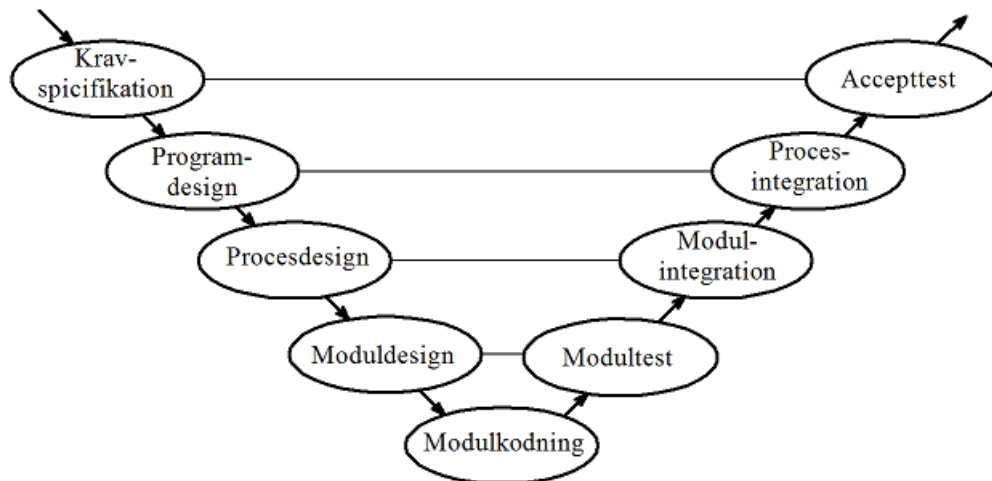 Krav-
spicifikation
Accepttest
Program-
design
Proces-
integration
Procesdesign
Modul-
integration
Moduldesign
Modultest
Modulkodning